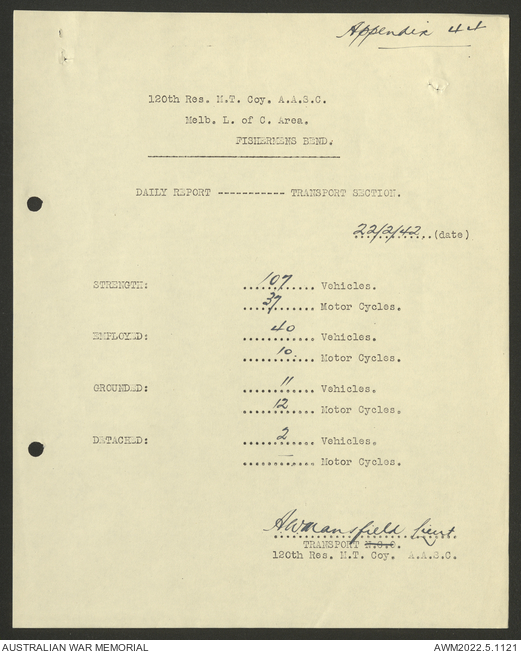 Appendix 44
120th Res. M.T. Coy. A.A.S.C.
Melb. L. of C. Area.
FISHERMENS BEND.
DAILY REPORT ----------- TRANSPORT SECTION.
22/2/42 (date)
STRENGTH: 107 Vehicles.
37 Motor Cycles.
EMPLOYED: 40 Vehicles.
10 Motor Cycles.
GROUNDED: 11 Vehicles.
12 Motor Cycles.
DETACHED: 2 Vehicles.
— Motor Cycles.
AWMansfield Lieut.
TRANSPORT N.C.O.
120th Res. M.T. Coy. A.A.S.C.
AUSTRALIAN WAR MEMORIAL
AWM2022.5.1121